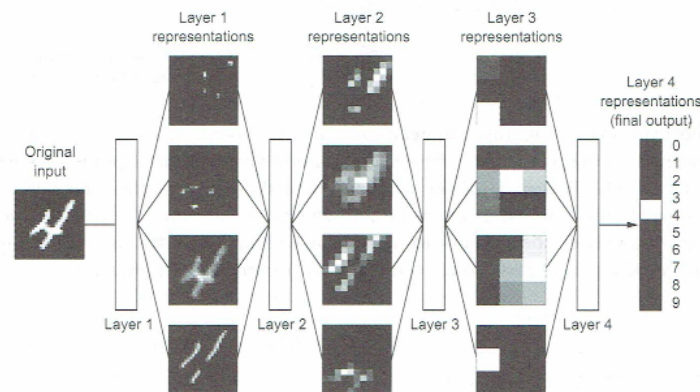 Layer 1
representations
Layer 2
representations
Layer 3
representations
Layer 4
representations
(final output)
Original
input
0
1
2
3
4
5
6
7
8
9
Layer 1
Layer 2
Layer 3
Layer 4